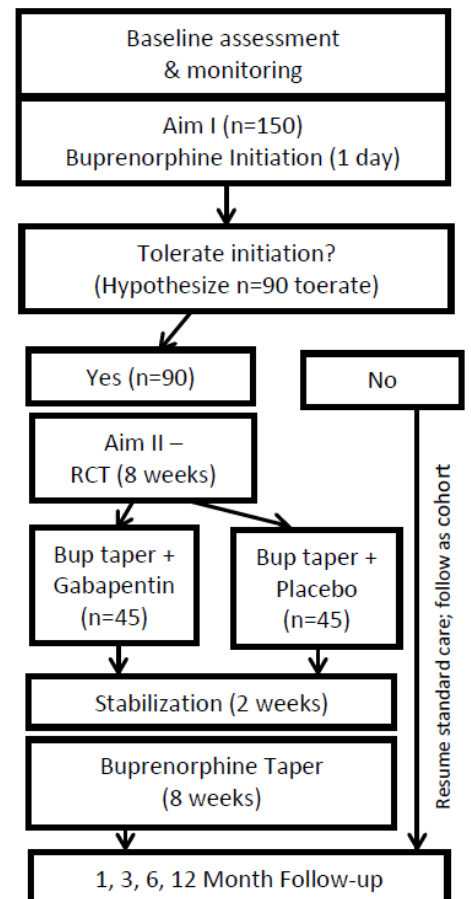 Baseline assessment
& monitoring
Aim I (n=150)
Buprenorphine Initiation (1 day)
Tolerate initiation?
(Hypothesize n=90 toerate)
Yes (n=90)
No
Aim II –
RCT (8 weeks)
Bup taper +
Gabapentin
(n=45)
Bup taper +
Placebo
(n=45)
Resume standard care; follow as cohort
Stabilization (2 weeks)
Buprenorphine Taper
(8 weeks)
1, 3, 6, 12 Month Follow-up